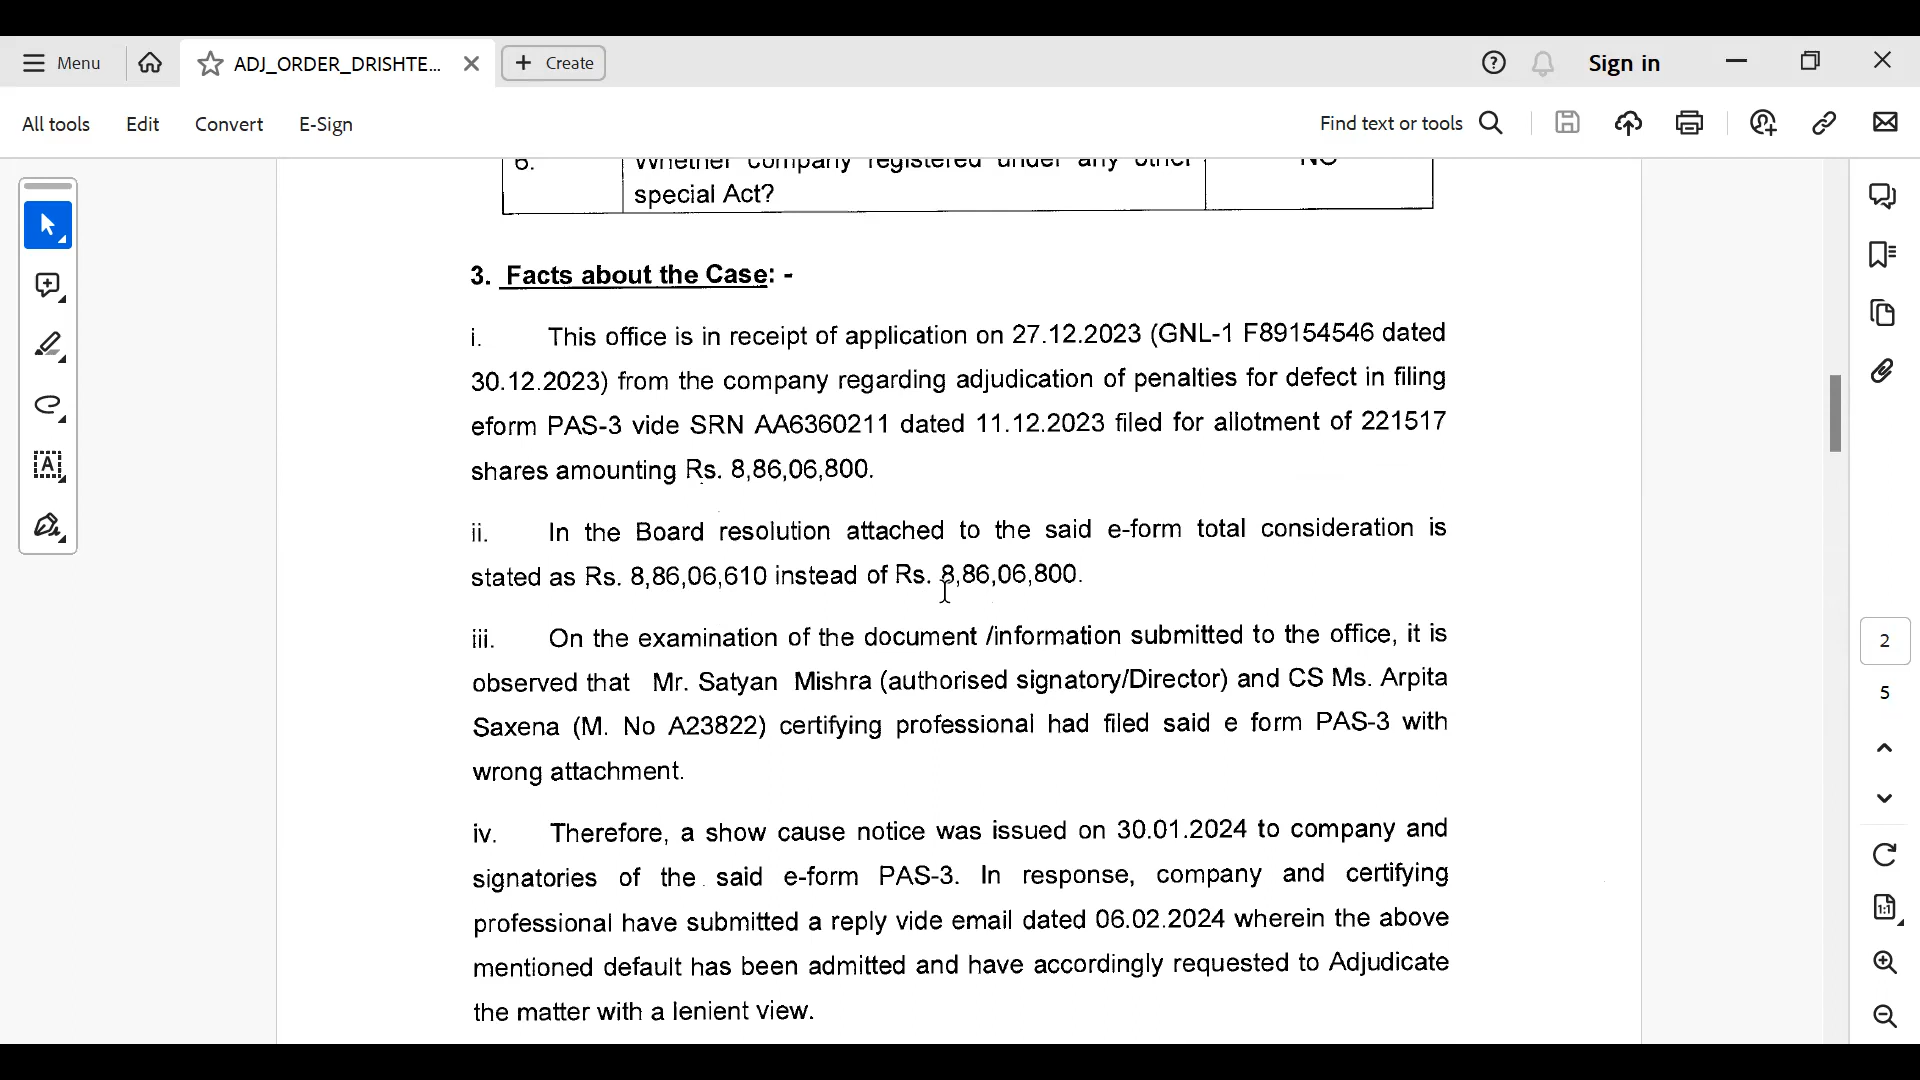 Menu
ADJ_ORDER_DRISHTE...
Create
Sign in
All tools
Edit
Convert
E-Sign
Find text or tools
6. Whether company registered under any other NO
special Act?
3. Facts about the Case: -
i. This office is in receipt of application on 27.12.2023 (GNL-1 F89154546 dated
30.12.2023) from the company regarding adjudication of penalties for defect in filing
eform PAS-3 vide SRN AA6360211 dated 11.12.2023 filed for allotment of 221517
shares amounting Rs. 8,86,06,800.
ii. In the Board resolution attached to the said e-form total consideration is
stated as Rs. 8,86,06,610 instead of Rs. 8,86,06,800.
iii. On the examination of the document /information submitted to the office, it is
observed that Mr. Satyan Mishra (authorised signatory/Director) and CS Ms. Arpita
Saxena (M. No A23822) certifying professional had filed said e form PAS-3 with
wrong attachment.
iv. Therefore, a show cause notice was issued on 30.01.2024 to company and
signatories of the said e-form PAS-3. In response, company and certifying
professional have submitted a reply vide email dated 06.02.2024 wherein the above
mentioned default has been admitted and have accordingly requested to Adjudicate
the matter with a lenient view.
2
5
1:1